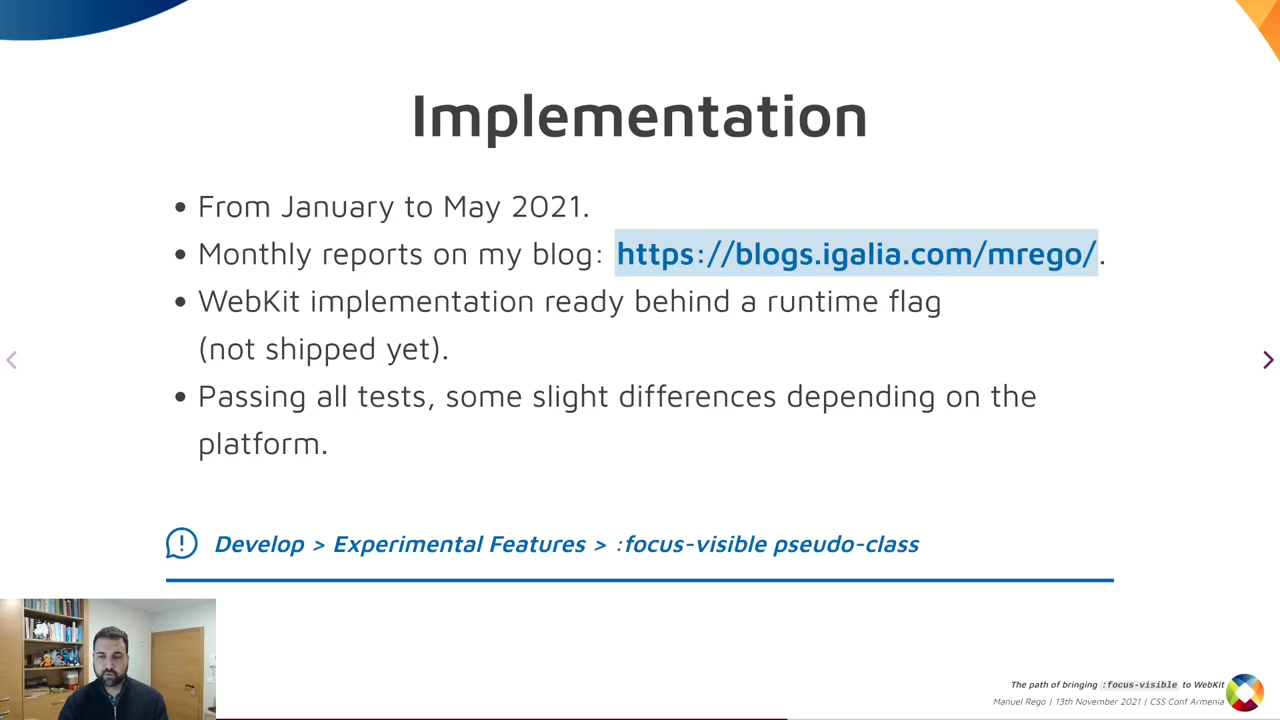 Implementation
• From January to May 2021.
• Monthly reports on my blog: https://blogs.igalia.com/mrego/.
• WebKit implementation ready behind a runtime flag
(not shipped yet).
• Passing all tests, some slight differences depending on the
platform.
Develop > Experimental Features > :focus-visible pseudo-class
The path of bringing :focus-visible to WebKit
Manuel Rego | 13th November 2021 | CSS Conf Armenia